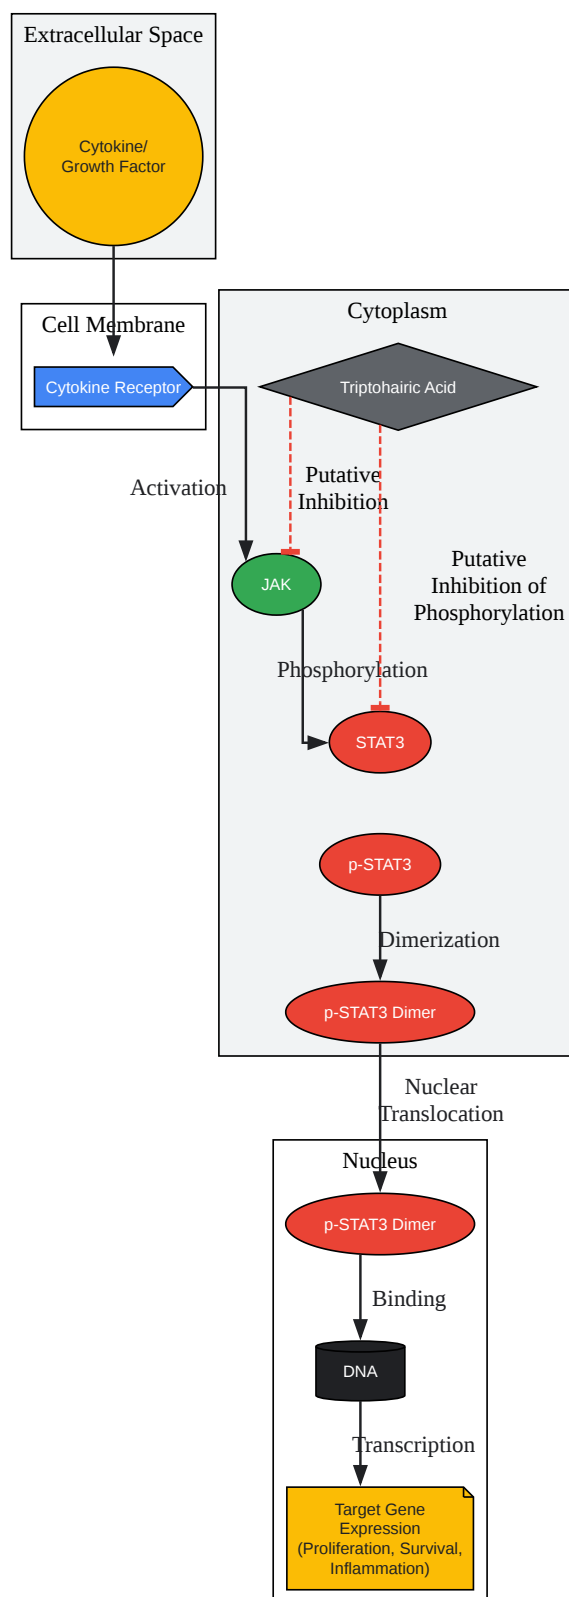 Extracellular Space
Cytokine/
Growth Factor
Cell Membrane
Cytokine Receptor
Cytoplasm
Triptohairic Acid
Activation
Putative
Inhibition
JAK
Putative
Inhibition of
Phosphorylation
Phosphorylation
STAT3
p-STAT3
Dimerization
p-STAT3 Dimer
Nuclear
Translocation
Nucleus
p-STAT3 Dimer
Binding
DNA
Transcription
Target Gene
Expression
(Proliferation, Survival,
Inflammation)